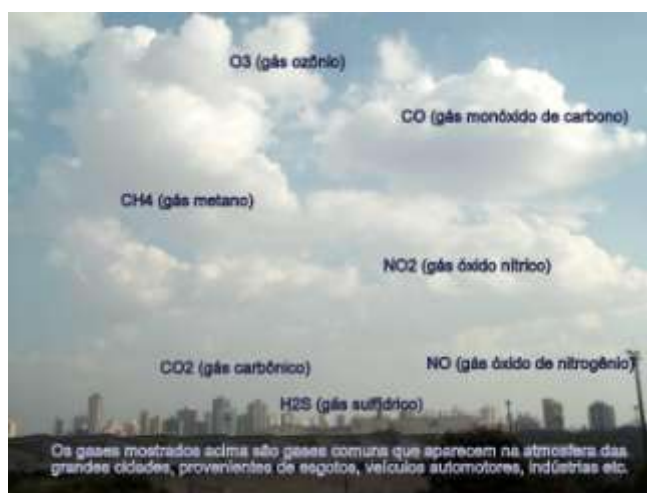 O3 (gás ozônio)
CO (gás monóxido de carbono)
CH4 (gás metano)
NO2 (gás óxido nítrico)
CO2 (gás carbônico)
NO (gás óxido de nitrogênio)
H2S (gás sulfídrico)
Os gases mostrados acima são gases comuns que aparecem na atmosfera das
grandes cidades, provenientes de esgotos, veículos automotores, indústrias etc.